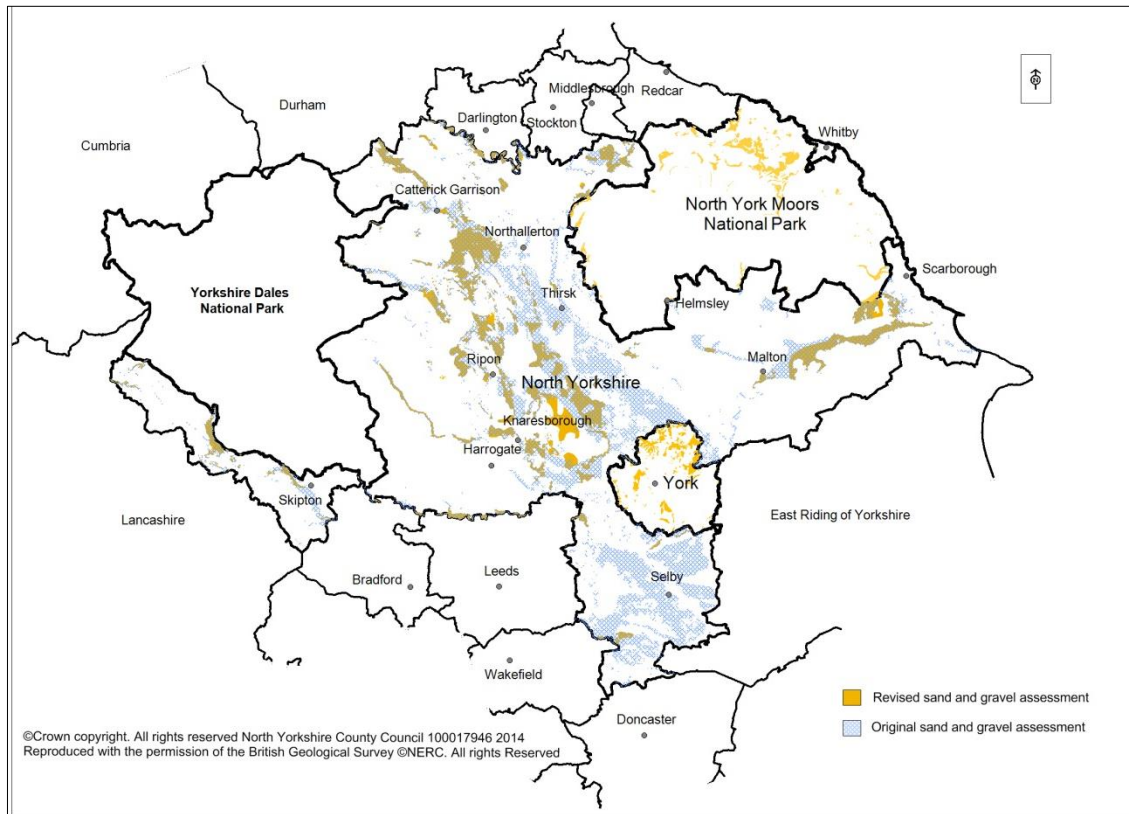 Durham
Middlesbrough
Redcar
Stockton
Darlington
Cumbria
Whitby
Catterick Garrison
North York Moors
National Park
Northallerton
Scarborough
Yorkshire Dales
National Park
Thirsk
Helmsley
Malton
Ripon
North Yorkshire
Knaresborough
Harrogate
York
Skipton
Lancashire
East Riding of Yorkshire
Bradford
Leeds
Selby
Wakefield
Doncaster
N
Revised sand and gravel assessment
Original sand and gravel assessment
©Crown copyright. All rights reserved North Yorkshire County Council 100017946 2014
Reproduced with the permission of the British Geological Survey ©NERC. All rights Reserved